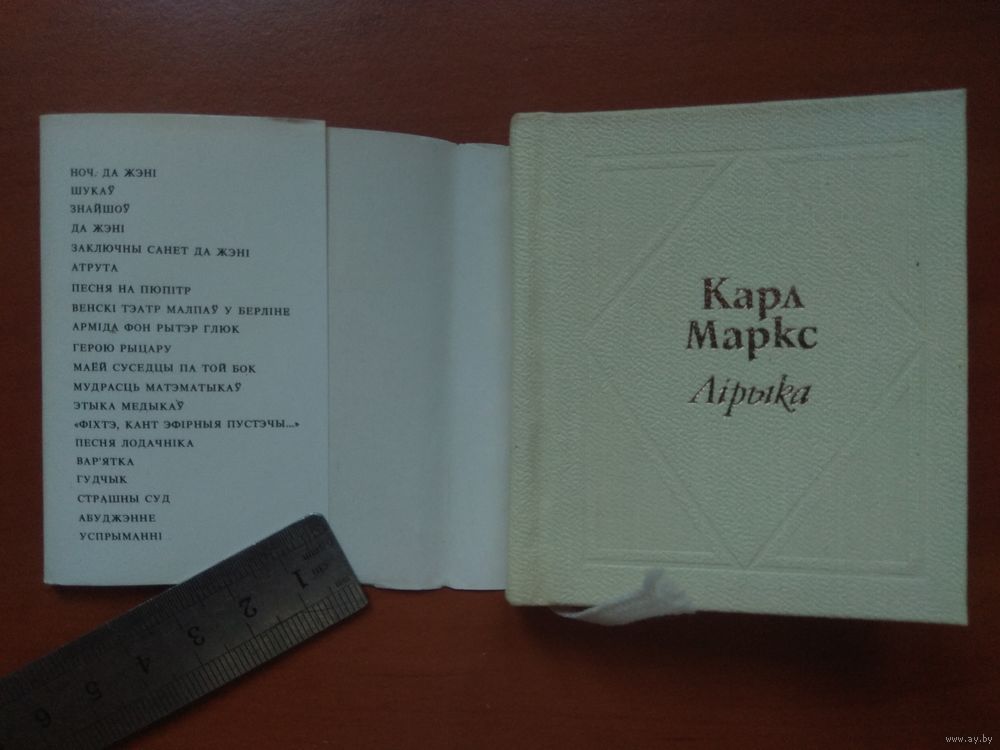 НОЧ. ДА ЖЭНІ
ШУКАЎ
ЗНАЙШОЎ
ДА ЖЭНІ
ЗАКЛЮЧНЫ САНЕТ ДА ЖЭНІ
АТРУТА
ПЕСНЯ НА ПЮПІТР
ВЕНСКІ ТЭАТР МАЛПАЎ У БЕРЛІНЕ
АРМІДА ФОН РЫТЭР ГЛЮК
ГЕРОЮ РЫЦАРУ
МАЁЙ СУСЕДЦЫ ПА ТОЙ БОК
МУДРАСЦЬ МАТЭМАТЫКАЎ
ЭТЫКА МЕДЫКАЎ
«ФІХТЭ, КАНТ ЭФІРНЫЯ ПУСТЭЧЫ...»
ПЕСНЯ ЛОДАЧНІКА
ВАР'ЯТКА
ГУДЧЫК
СТРАШНЫ СУД
АБУДЖЭННЕ
УСПРЫМАННІ
Карл
Маркс
Лірыка
1 2 3 4 5 6
www.ay.by